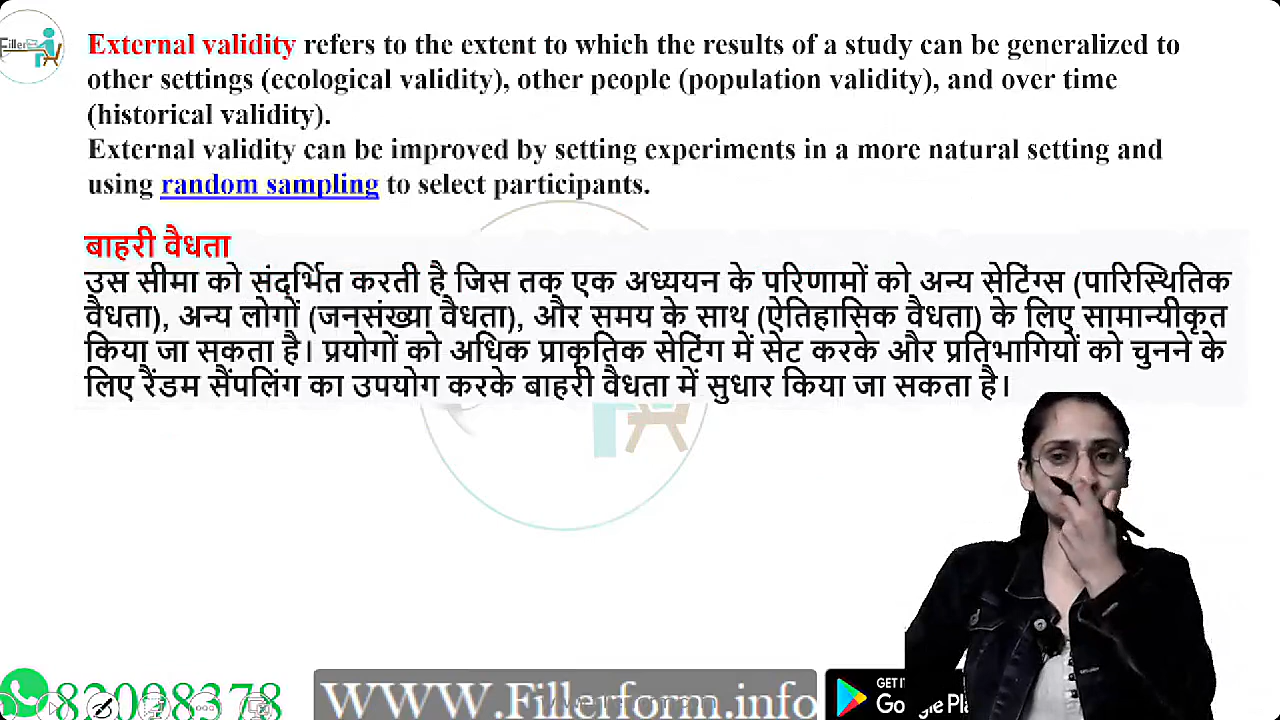 Filler
External validity refers to the extent to which the results of a study can be generalized to
other settings (ecological validity), other people (population validity), and over time
(historical validity).
External validity can be improved by setting experiments in a more natural setting and
using random sampling to select participants.
बाहरी वैधता
उस सीमा को संदर्भित करती है जिस तक एक अध्ययन के परिणामों को अन्य सेटिंग्स (पारिस्थितिक
वैधता), अन्य लोगों (जनसंख्या वैधता), और समय के साथ (ऐतिहासिक वैधता) के लिए सामान्यीकृत
किया जा सकता है। प्रयोगों को अधिक प्राकृतिक सेटिंग में सेट करके और प्रतिभागियों को चुनने के
लिए रैंडम सैंपलिंग का उपयोग करके बाहरी वैधता में सुधार किया जा सकता है।
WWW.Fillerform.info
GET I
Google Pla